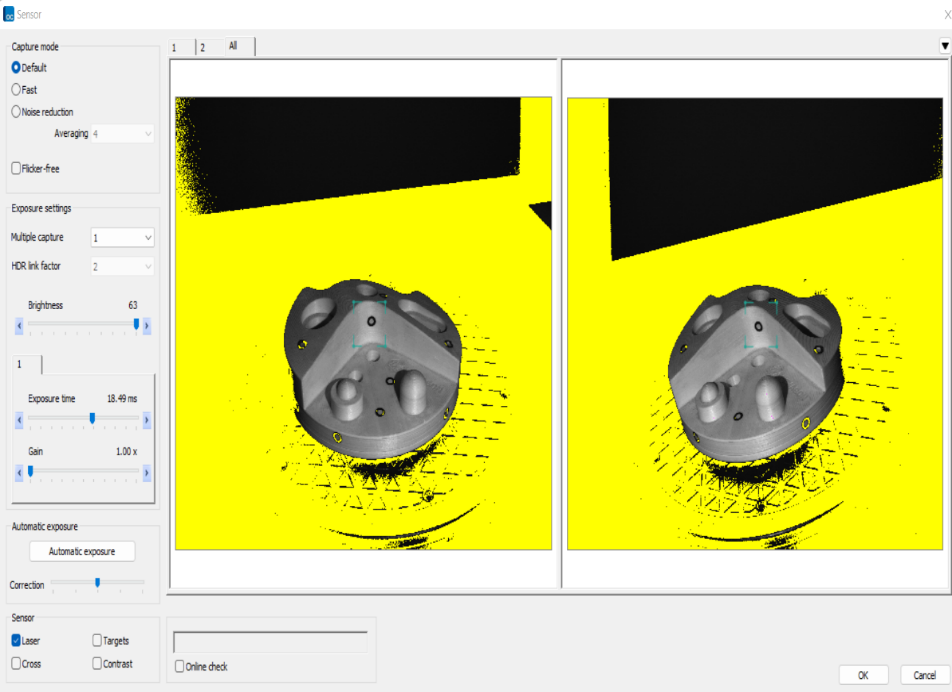 oc Sensor
Capture mode
Default
Fast
Noise reduction
Averaging 4
Flicker-free
Exposure settings
Multiple capture 1
HDR link factor 2
Brightness 63
1
Exposure time 18.49 ms
Gain 1.00 x
Automatic exposure
Automatic exposure
Correction
Sensor
Laser Targets
Cross Contrast
1 2 All
Online check
OK Cancel